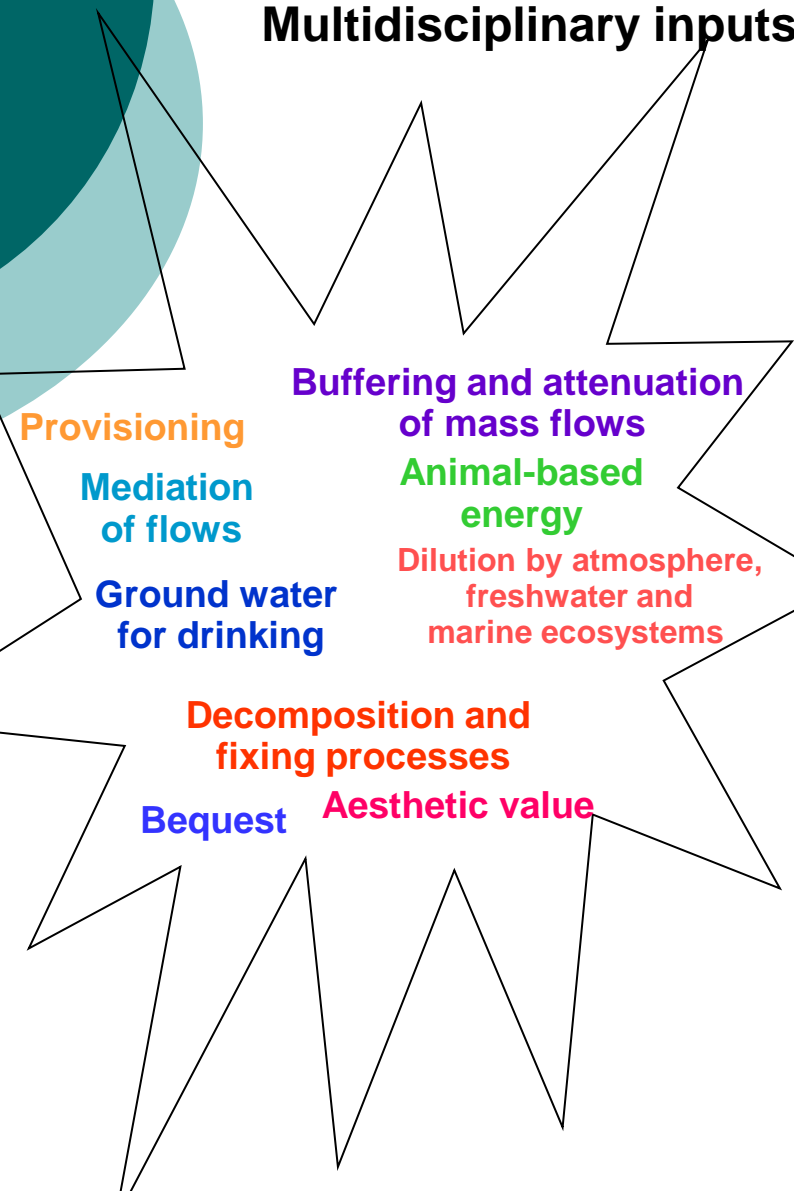 Multidisciplinary inputs
Buffering and attenuation
of mass flows
Provisioning
Animal-based
energy
Mediation
of flows
Dilution by atmosphere,
freshwater and
marine ecosystems
Ground water
for drinking
Decomposition and
fixing processes
Aesthetic value
Bequest